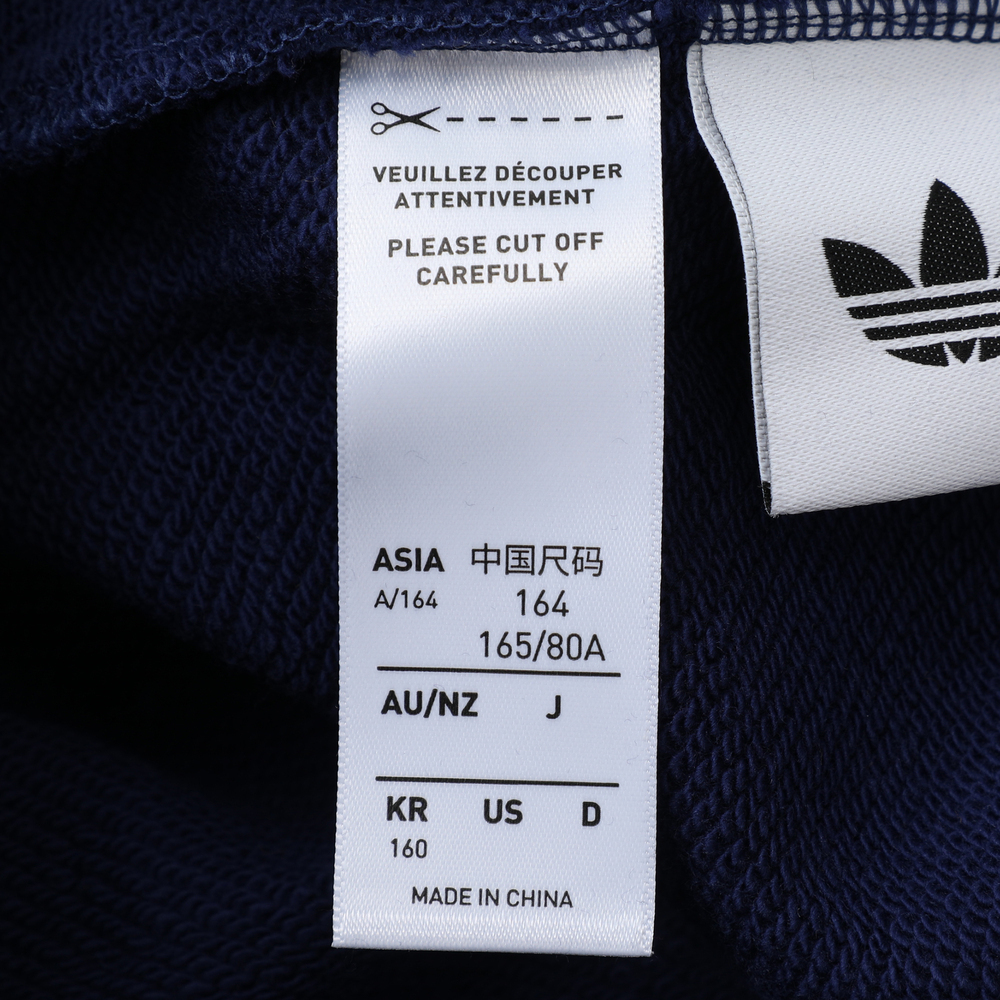 VEUILLEZ DÉCOUPER
ATTENTIVEMENT
PLEASE CUT OFF
CAREFULLY
ASIA 中国尺码
A/164 164
165/80A
AU/NZ J
KR US D
160
MADE IN CHINA